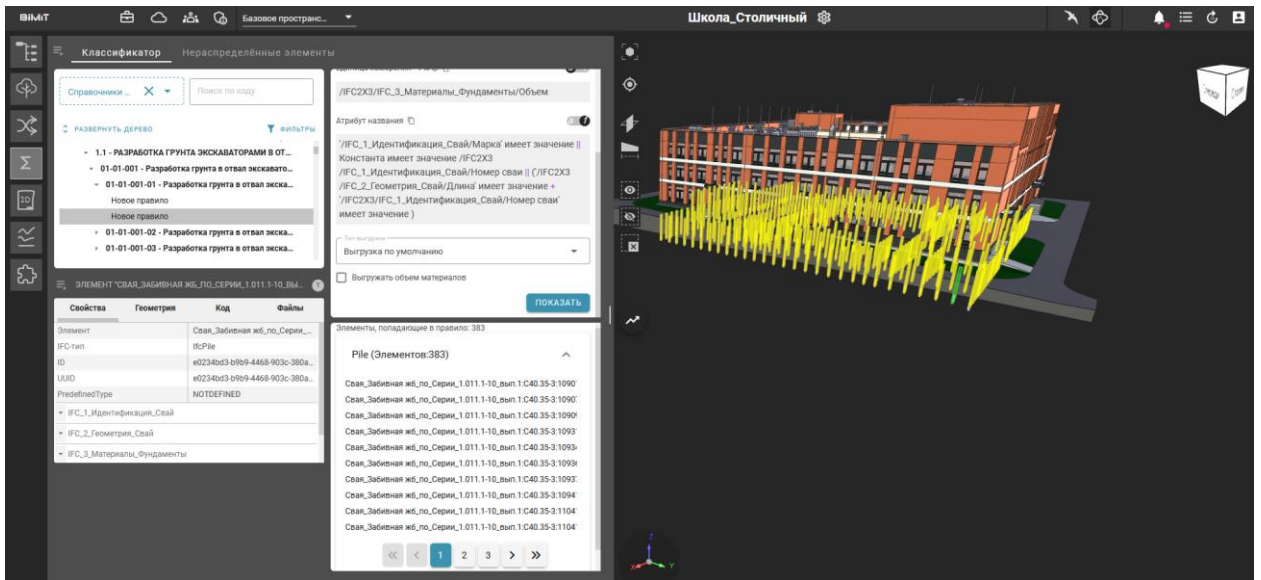 BIMIT
Базовое пространс...
Школа_Столичный
Классификатор
Нераспределённые элементы
Справочники ...
Поиск по коду
РАЗВЕРНУТЬ ДЕРЕВО
ФИЛЬТРЫ
1.1 - РАЗРАБОТКА ГРУНТА ЭКСКАВАТОРАМИ В ОТ...
01-01-001 - Разработка грунта в отвал экскавато...
01-01-001-01 - Разработка грунта в отвал экска...
Новое правило
Новое правило
01-01-001-02 - Разработка грунта в отвал экска...
01-01-001-03 - Разработка грунта в отвал экска...
ЭЛЕМЕНТ "СВАЯ_ЗАБИВНАЯ ЖБ_ПО_СЕРИИ_1.011.1-10_ВЫ...
Свойства
Геометрия
Код
Файлы
Элемент
Свая_Забивная жб_по_Серии_...
IFC-тип
IfcPile
ID
e0234bd3-b9b9-4468-903c-380a...
UUID
e0234bd3-b9b9-4468-903c-380a...
PredefinedType
NOTDEFINED
IFC_1_Идентификация_Свай
IFC_2_Геометрия_Свай
IFC_3_Материалы_Фундаменты
/IFC2X3/IFC_3_Материалы_Фундаменты/Объем
Атрибут названия
'/IFC_1_Идентификация_Свай/Марка' имеет значение ||
Константа имеет значение /IFC2X3
/IFC_1_Идентификация_Свай/Номер сваи || ('/IFC2X3
/IFC_2_Геометрия_Свай/Длина' имеет значение +
'/IFC2X3/IFC_1_Идентификация_Свай/Номер сваи'
имеет значение )
Тип выгрузки
Выгрузка по умолчанию
Выгружать объем материалов
ПОКАЗАТЬ
Элементы, попадающие в правило: 383
Pile (Элементов:383)
Свая_Забивная жб_по_Серии_1.011.1-10_вып.1:С40.35-3:1090
Свая_Забивная жб_по_Серии_1.011.1-10_вып.1:С40.35-3:1090
Свая_Забивная жб_по_Серии_1.011.1-10_вып.1:С40.35-3:1090
Свая_Забивная жб_по_Серии_1.011.1-10_вып.1:С40.35-3:1093
Свая_Забивная жб_по_Серии_1.011.1-10_вып.1:С40.35-3:1093
Свая_Забивная жб_по_Серии_1.011.1-10_вып.1:С40.35-3:1093
Свая_Забивная жб_по_Серии_1.011.1-10_вып.1:С40.35-3:1093
Свая_Забивная жб_по_Серии_1.011.1-10_вып.1:С40.35-3:1094
Свая_Забивная жб_по_Серии_1.011.1-10_вып.1:С40.35-3:1104
Свая_Забивная жб_по_Серии_1.011.1-10_вып.1:С40.35-3:1104
1 2 3
Z
X
Y